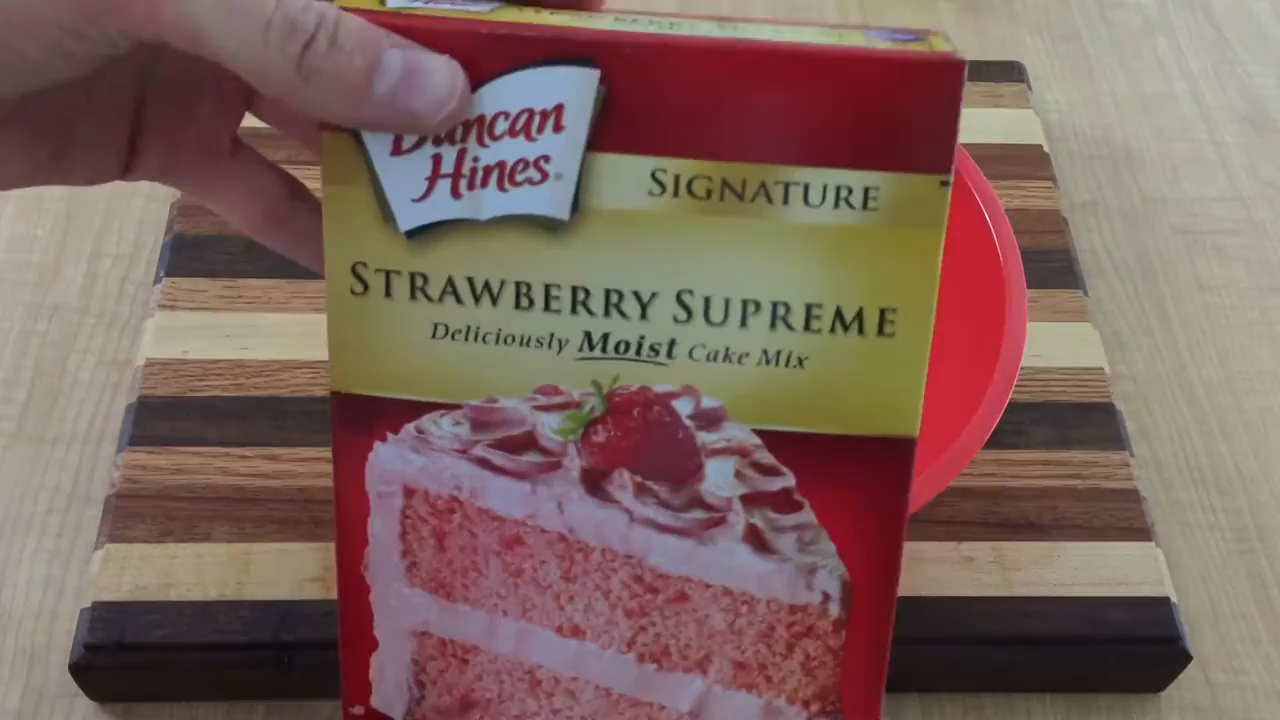 Duncan
Hines®
SIGNATURE
STRAWBERRY SUPREME
Deliciously Moist Cake Mix